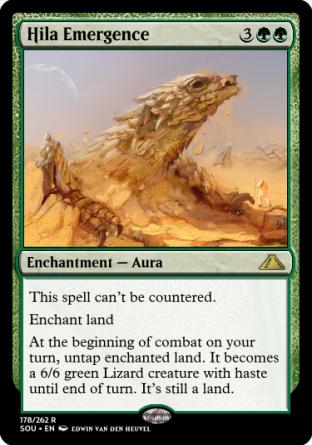 Ḥila Emergence 3
Enchantment — Aura
This spell can't be countered.
Enchant land
At the beginning of combat on your
turn, untap enchanted land. It becomes
a 6/6 green Lizard creature with haste
until end of turn. It's still a land.
178/262 R
SOU • EN EDWIN VAN DEN HEUVEL